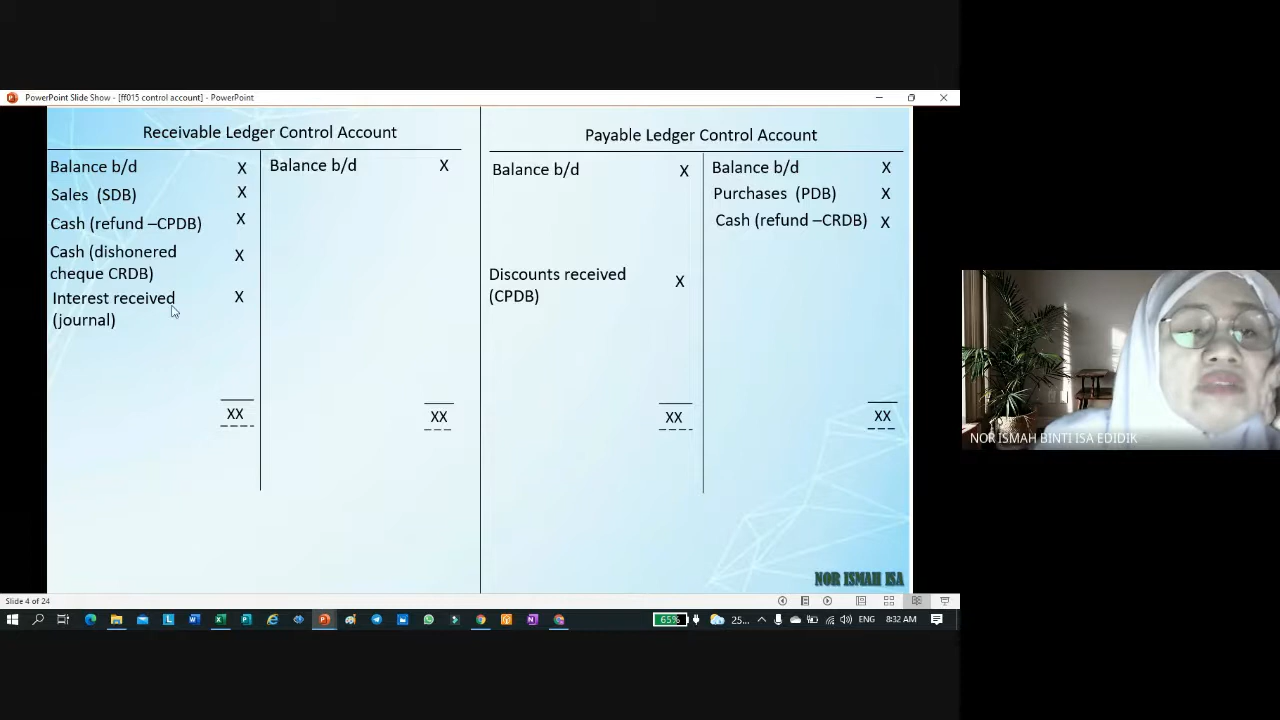 PowerPoint Slide Show - [ff015 control account] - PowerPoint
Receivable Ledger Control Account
Balance b/d X
Sales (SDB) X
Cash (refund –CPDB) X
Cash (dishonered
cheque CRDB) X
Interest received X
(journal)
XX
Balance b/d X
XX
Payable Ledger Control Account
Balance b/d X
Discounts received X
(CPDB)
XX
Balance b/d X
Purchases (PDB) X
Cash (refund –CRDB) X
XX
NOR ISMAH ISA
NOR ISMAH BINTI ISA EDIDIK
Slide 4 of 24
65% 25... ENG 8:32 AM